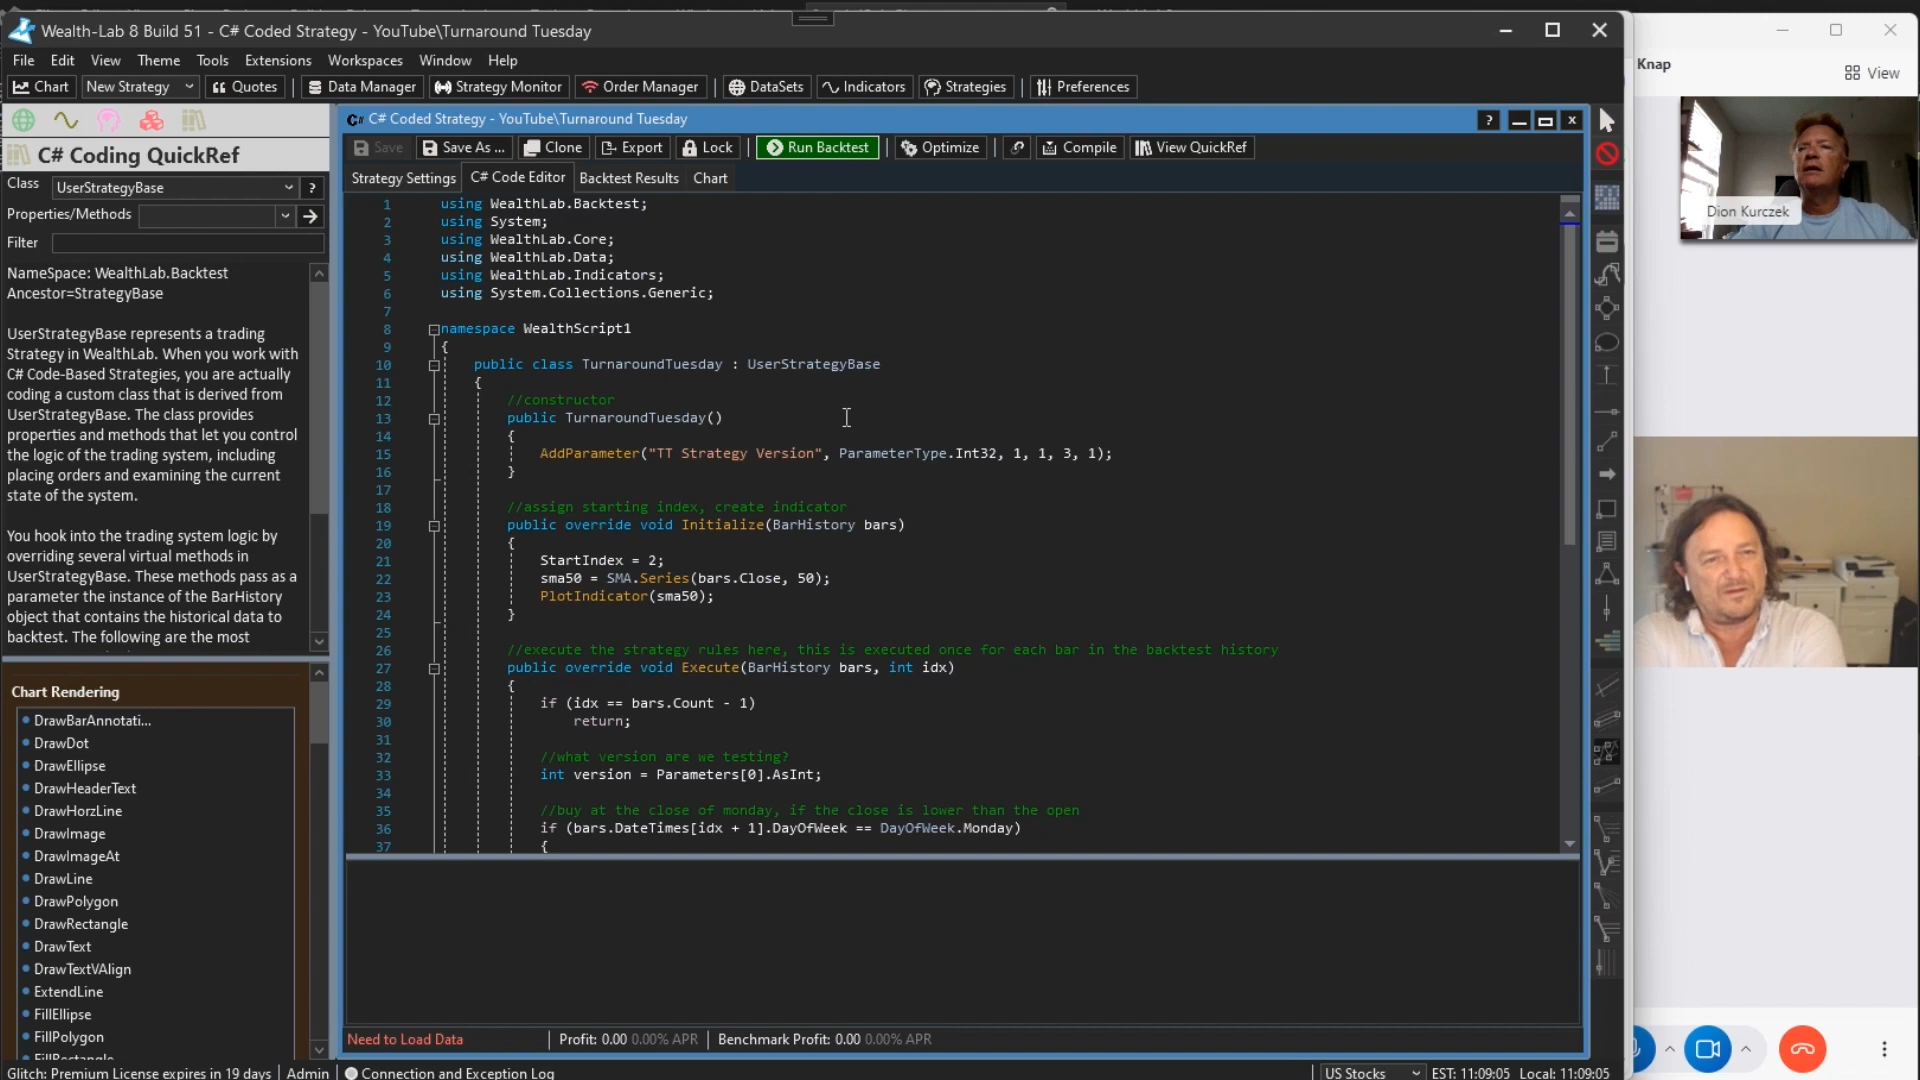 Wealth-Lab 8 Build 51 - C# Coded Strategy - YouTube\Turnaround Tuesday
File Edit View Theme Tools Extensions Workspaces Window Help
Chart New Strategy Quotes Data Manager Strategy Monitor Order Manager DataSets Indicators Strategies Preferences
Knap
View
Dion Kurczek
C# Coding QuickRef
Class UserStrategyBase ?
Properties/Methods
Filter
NameSpace: WealthLab.Backtest
Ancestor=StrategyBase
UserStrategyBase represents a trading
Strategy in WealthLab. When you work with
C# Code-Based Strategies, you are actually
coding a custom class that is derived from
UserStrategyBase. The class provides
properties and methods that let you control
the logic of the trading system, including
placing orders and examining the current
state of the system.
You hook into the trading system logic by
overriding several virtual methods in
UserStrategyBase. These methods pass as a
parameter the instance of the BarHistory
object that contains the historical data to
backtest. The following are the most
Chart Rendering
DrawBarAnnotati...
DrawDot
DrawEllipse
DrawHeaderText
DrawHorzLine
DrawImage
DrawImageAt
DrawLine
DrawPolygon
DrawRectangle
DrawText
DrawTextVAlign
ExtendLine
FillEllipse
FillPolygon
FillRectangle
C# C# Coded Strategy - YouTube\Turnaround Tuesday ?
Save Save As ... Clone Export Lock Run Backtest Optimize Compile View QuickRef
Strategy Settings C# Code Editor Backtest Results Chart
1 using WealthLab.Backtest;
2 using System;
3 using WealthLab.Core;
4 using WealthLab.Data;
5 using WealthLab.Indicators;
6 using System.Collections.Generic;
7
8 namespace WealthScript1
9 {
10 public class TurnaroundTuesday : UserStrategyBase
11 {
12 //constructor
13 public TurnaroundTuesday()
14 {
15 AddParameter("TT Strategy Version", ParameterType.Int32, 1, 1, 3, 1);
16 }
17
18 //assign starting index, create indicator
19 public override void Initialize(BarHistory bars)
20 {
21 StartIndex = 2;
22 sma50 = SMA.Series(bars.Close, 50);
23 PlotIndicator(sma50);
24 }
25
26 //execute the strategy rules here, this is executed once for each bar in the backtest history
27 public override void Execute(BarHistory bars, int idx)
28 {
29 if (idx == bars.Count - 1)
30 return;
31
32 //what version are we testing?
33 int version = Parameters[0].AsInt;
34
35 //buy at the close of monday, if the close is lower than the open
36 if (bars.DateTimes[idx + 1].DayOfWeek == DayOfWeek.Monday)
37 {
Need to Load Data Profit: 0.00 0.00% APR Benchmark Profit: 0.00 0.00% APR
Glitch: Premium License expires in 19 days Admin Connection and Exception Log US Stocks EST: 11:09:05 Local: 11:09:05